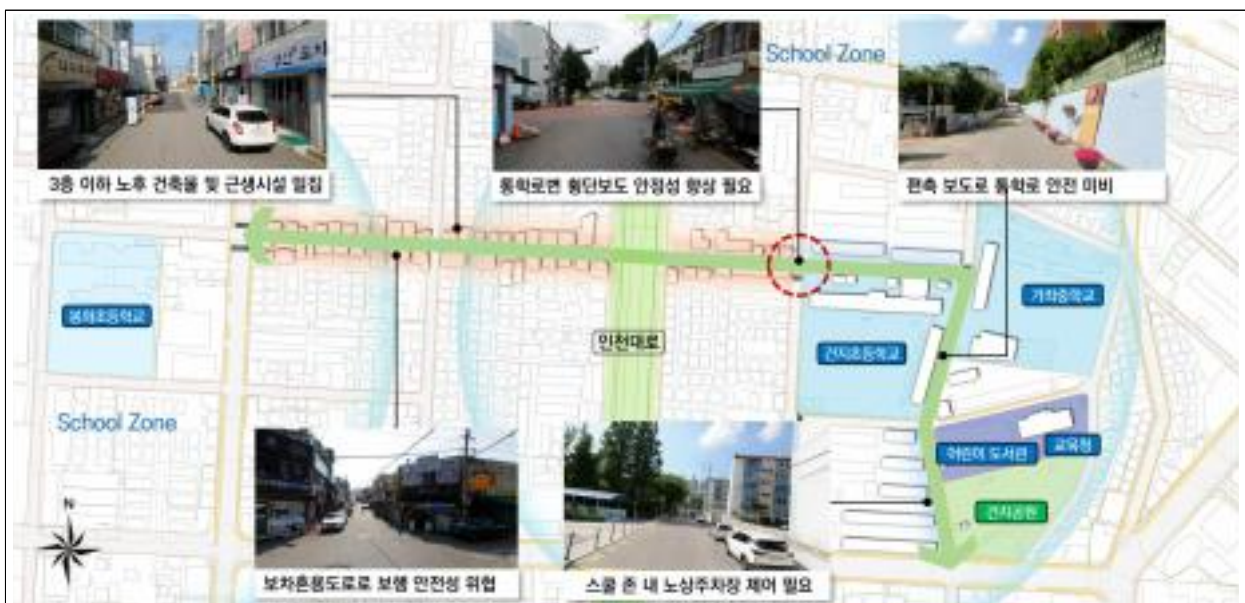 School Zone
3층 이하 노후 건축물 및 근생시설 밀집
통학로변 횡단보도 안정성 향상 필요
편측 보도로 통학로 안전 미비
봉화초등학교
인천대로
건지초등학교
가좌중학교
School Zone
어린이 도서관
교육청
건지공원
N
보차혼용도로로 보행 안전성 위협
스쿨 존 내 노상주차장 제어 필요